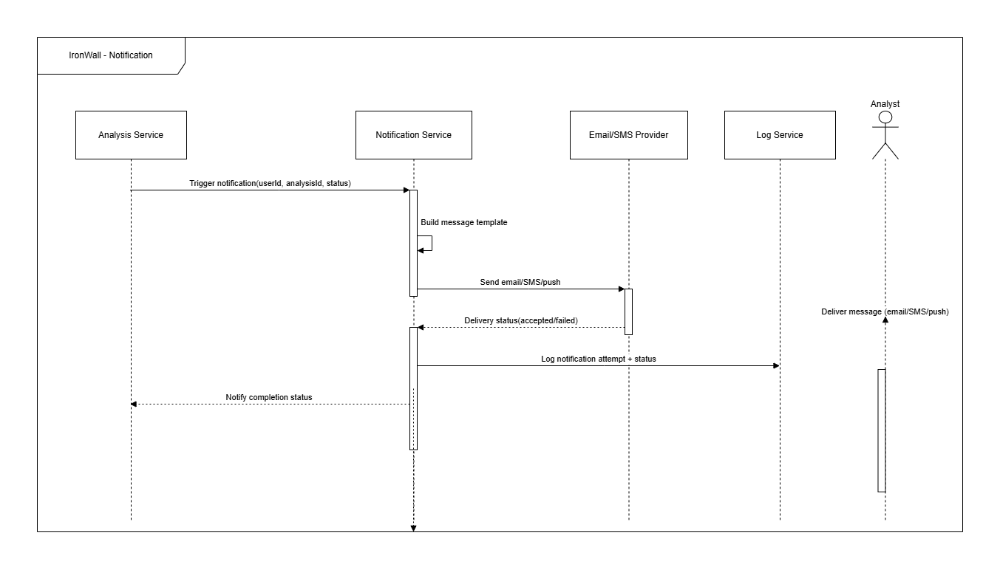 IronWall - Notification
Analyst
Analysis Service
Notification Service
Email/SMS Provider
Log Service
Trigger notification(userId, analysisId, status)
Build message template
Send email/SMS/push
Deliver message (email/SMS/push)
Delivery status(accepted/failed)
Log notification attempt + status
Notify completion status